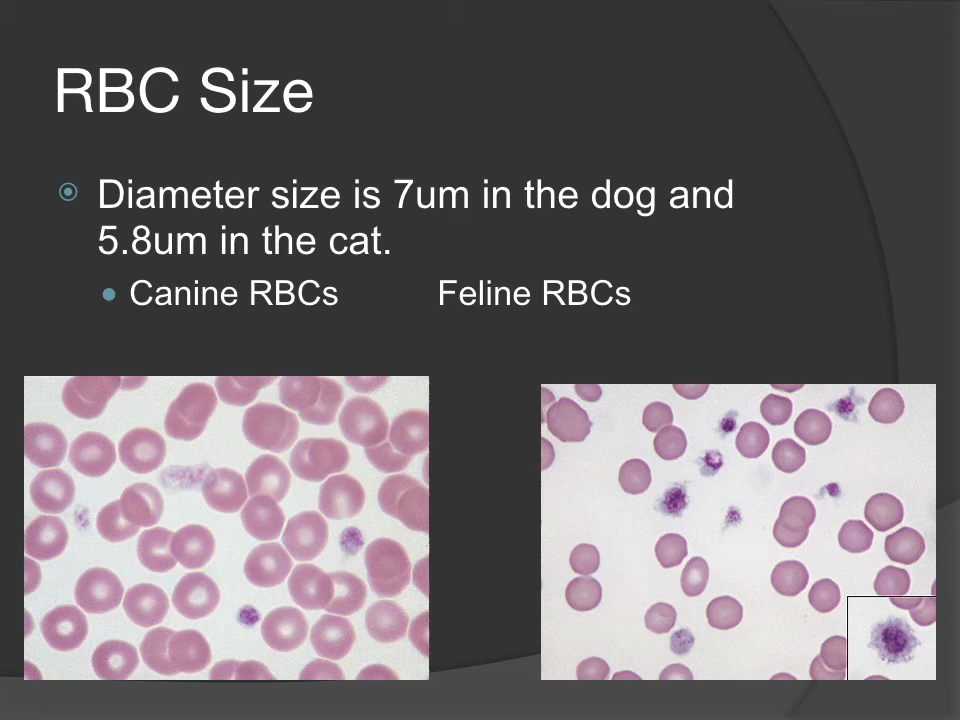 RBC Size
Diameter size is 7um in the dog and
5.8um in the cat.
Canine RBCs Feline RBCs